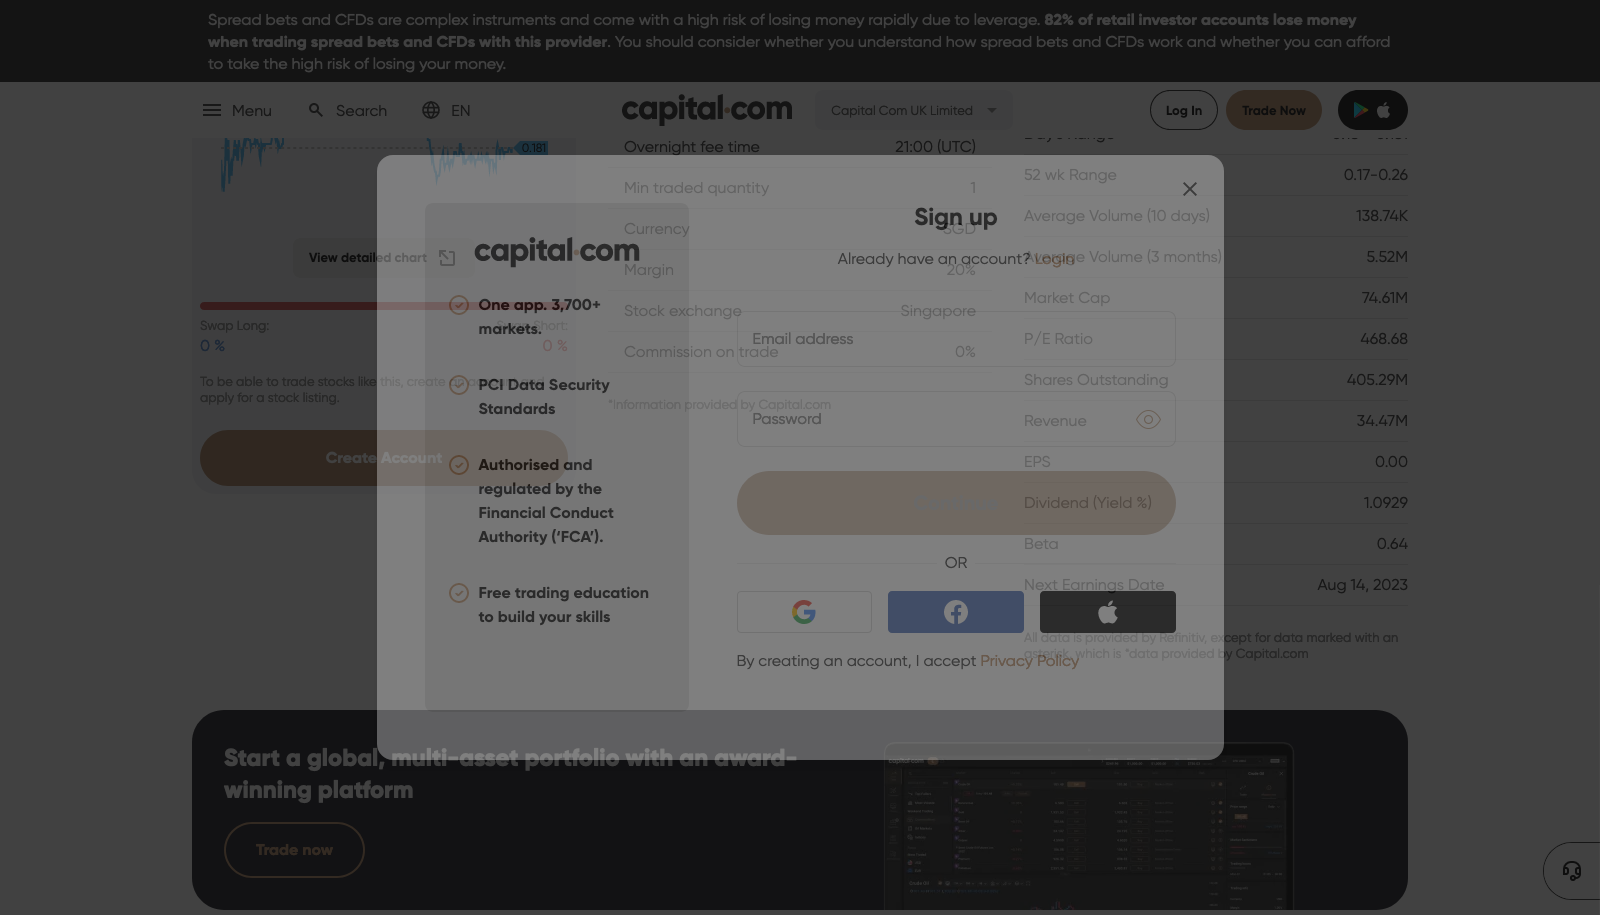 Spread bets and CFDs are complex instruments and come with a high risk of losing money rapidly due to leverage. 82% of retail investor accounts lose money
when trading spread bets and CFDs with this provider. You should consider whether you understand how spread bets and CFDs work and whether you can afford
to take the high risk of losing your money.
Menu
Search
EN
capital.com
Capital Com UK Limited
Log In
Trade Now
0.181
View detailed chart
Swap Long:
0 %
Swap Short:
0 %
To be able to trade stocks like this, create
apply for a stock listing.
Create Account
Overnight fee time 21:00 (UTC)
Min traded quantity 1
Currency SGD
Margin 20%
Stock exchange Singapore
Commission on trade 0%
*Information provided by Capital.com
52 wk Range 0.17-0.26
Average Volume (10 days) 138.74K
Average Volume (3 months) 5.52M
Market Cap 74.61M
P/E Ratio 468.68
Shares Outstanding 405.29M
Revenue 34.47M
EPS 0.00
Dividend (Yield %) 1.0929
Beta 0.64
Next Earnings Date Aug 14, 2023
All data is provided by Refinitiv, except for data marked with an
asterisk, which is *data provided by Capital.com
capital.com
One app. 3,700+
markets.
PCI Data Security
Standards
Authorised and
regulated by the
Financial Conduct
Authority (‘FCA’).
Free trading education
to build your skills
Sign up
Already have an account? Login
Email address
Password
OR
By creating an account, I accept Privacy Policy
Start a global, multi-asset portfolio with an award-
winning platform
Trade now
capital.com